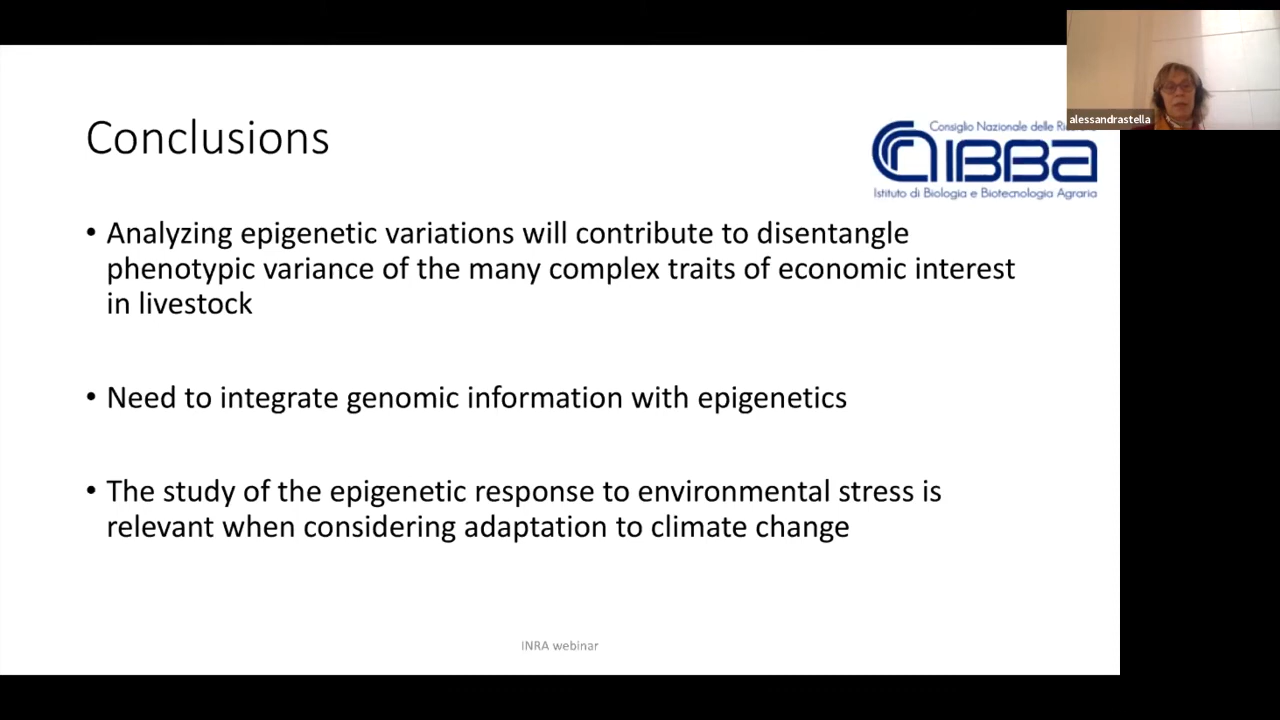 alessandrastella
Consiglio Nazionale delle
IBBA
Istituto di Biologia e Biotecnologia Agraria
Conclusions
• Analyzing epigenetic variations will contribute to disentangle
phenotypic variance of the many complex traits of economic interest
in livestock
• Need to integrate genomic information with epigenetics
• The study of the epigenetic response to environmental stress is
relevant when considering adaptation to climate change
INRA webinar